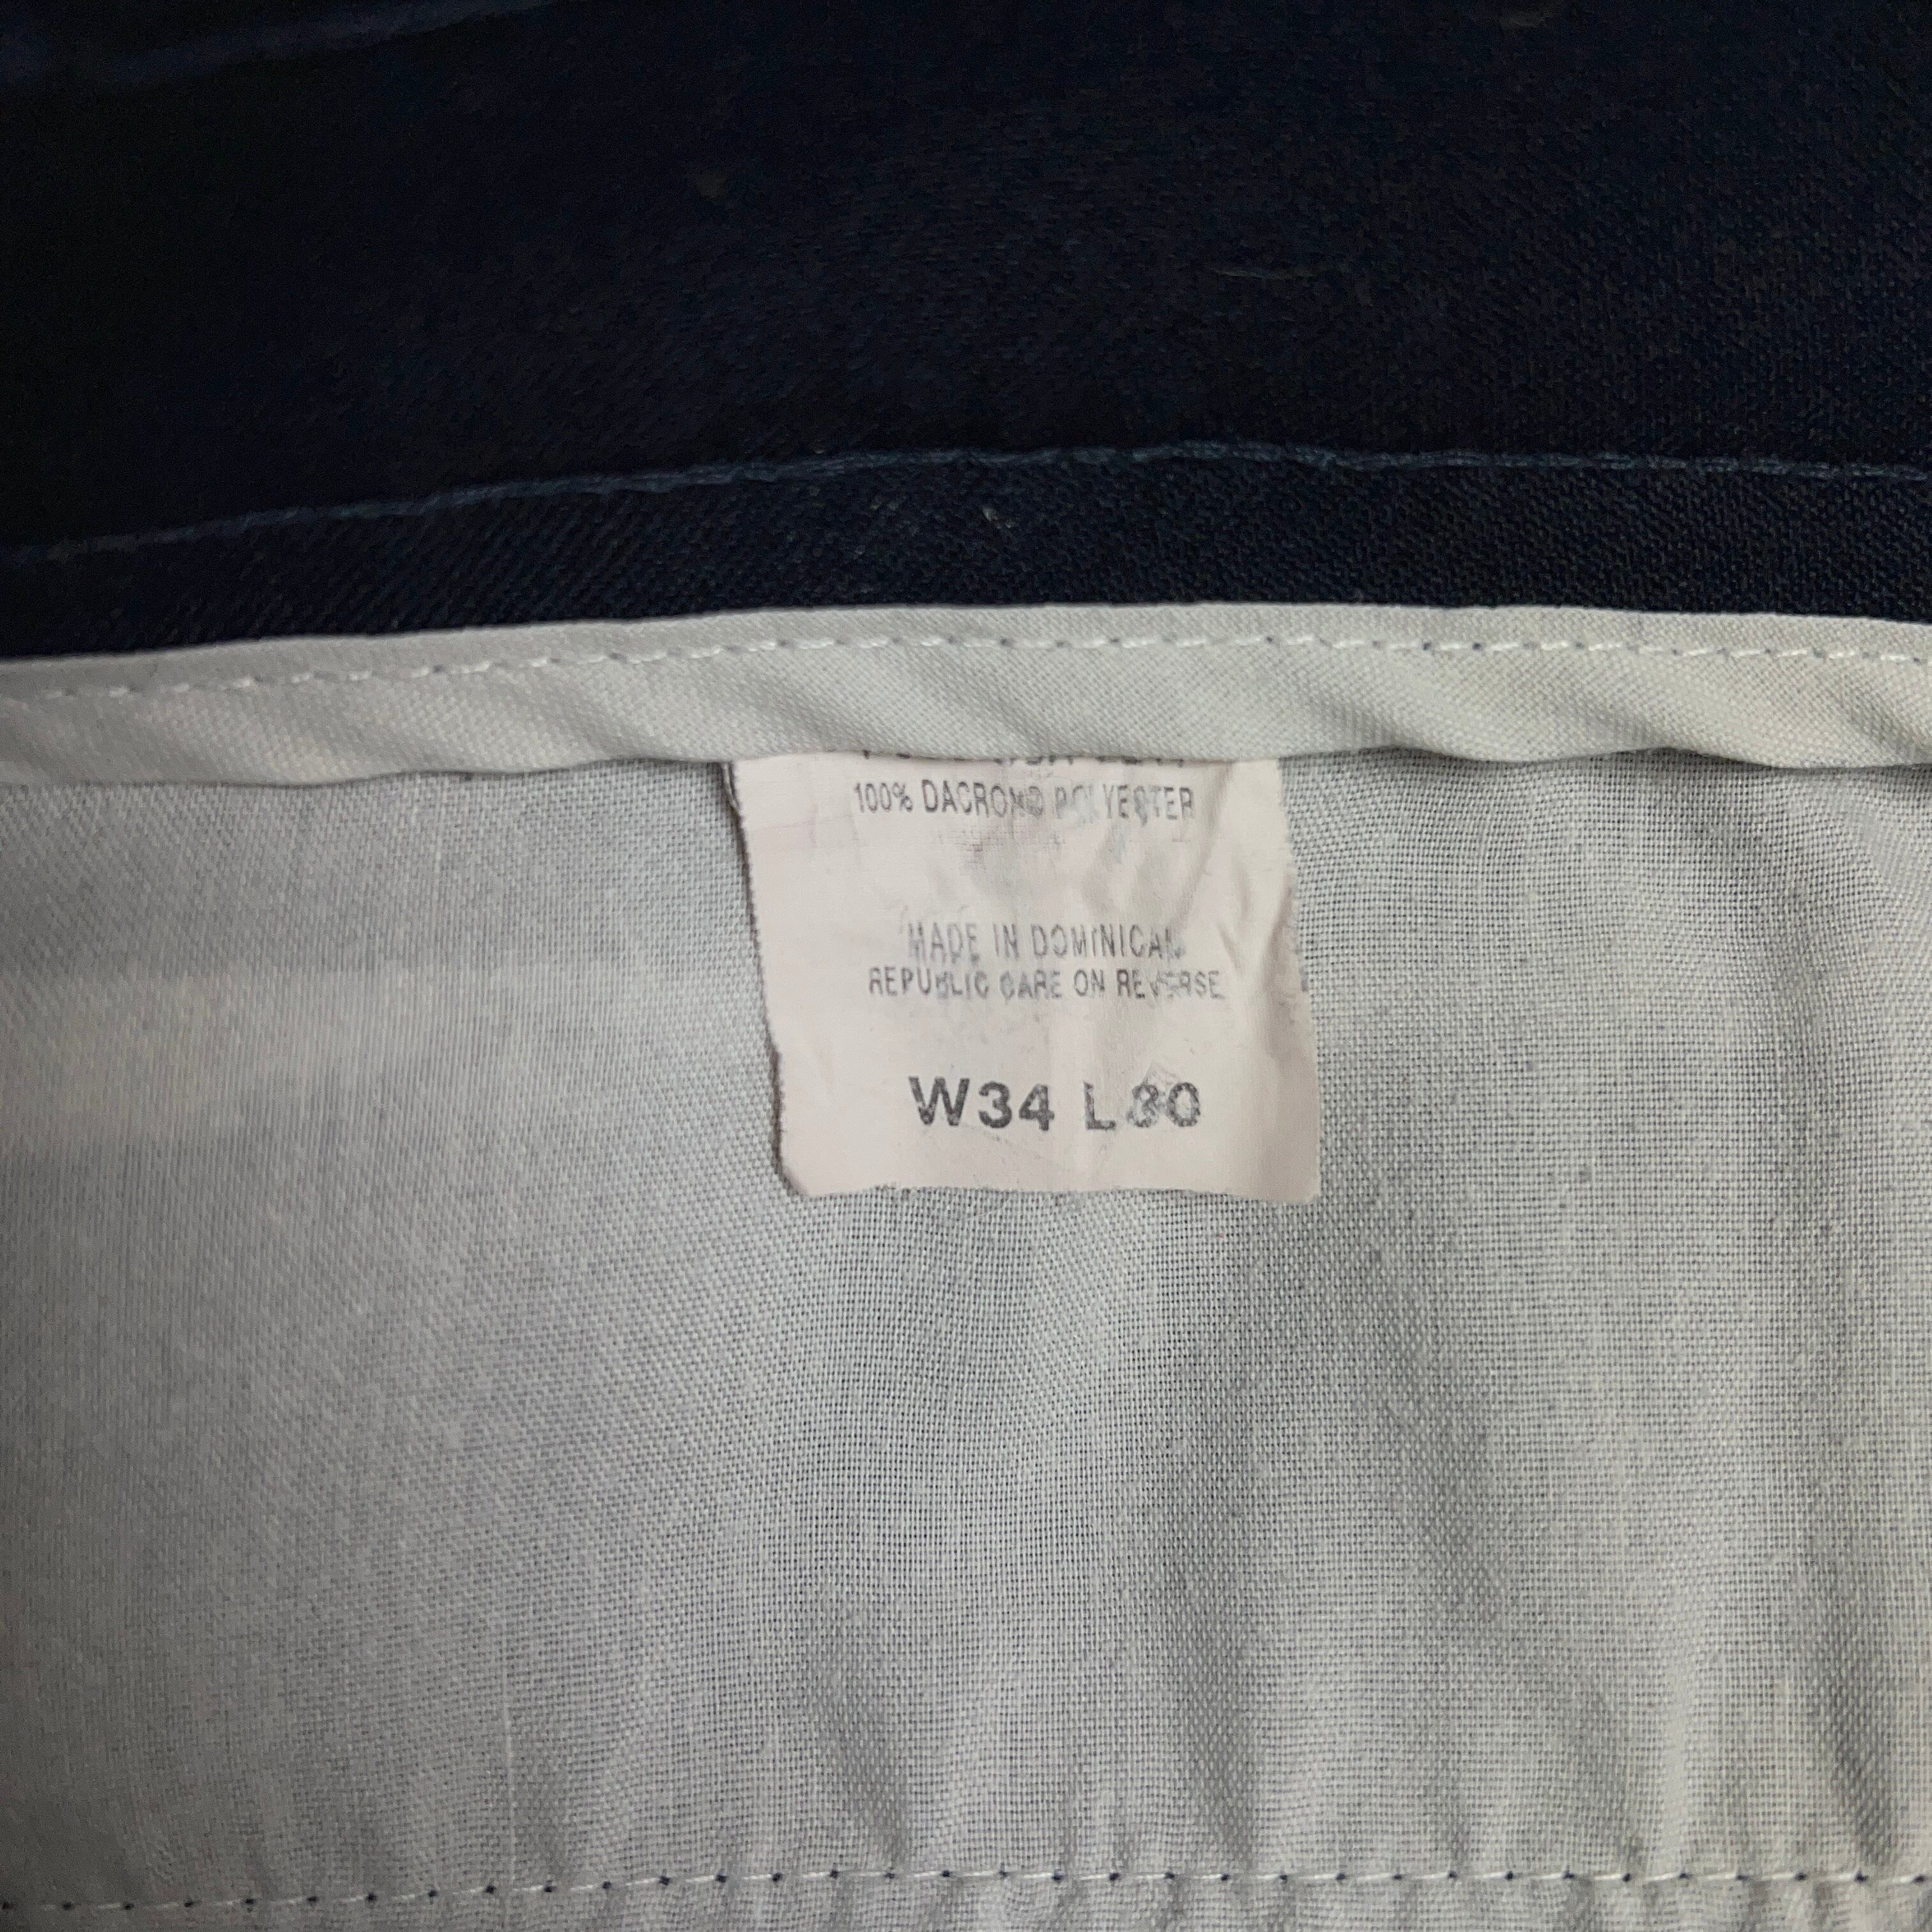 100% DACRON® POLYESTER
MADE IN DOMINICAN
REPUBLIC CARE ON REVERSE
W34 L30